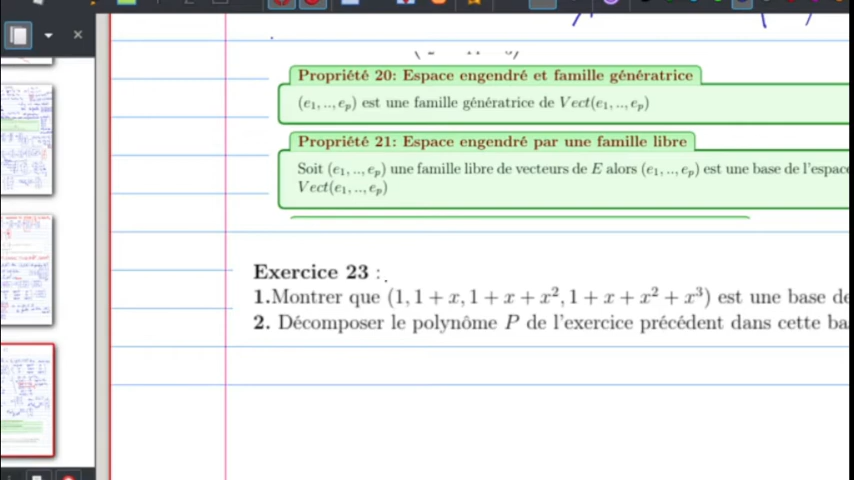 Propriété 20: Espace engendré et famille génératrice
(e₁,..,eₚ) est une famille génératrice de Vect(e₁,..,eₚ)
Propriété 21: Espace engendré par une famille libre
Soit (e₁,..,eₚ) une famille libre de vecteurs de E alors (e₁,..,eₚ) est une base de l'espace
Vect(e₁,..,eₚ)
Exercice 23 :
1.Montrer que (1, 1 + x, 1 + x + x², 1 + x + x² + x³) est une base de
2. Décomposer le polynôme P de l'exercice précédent dans cette ba